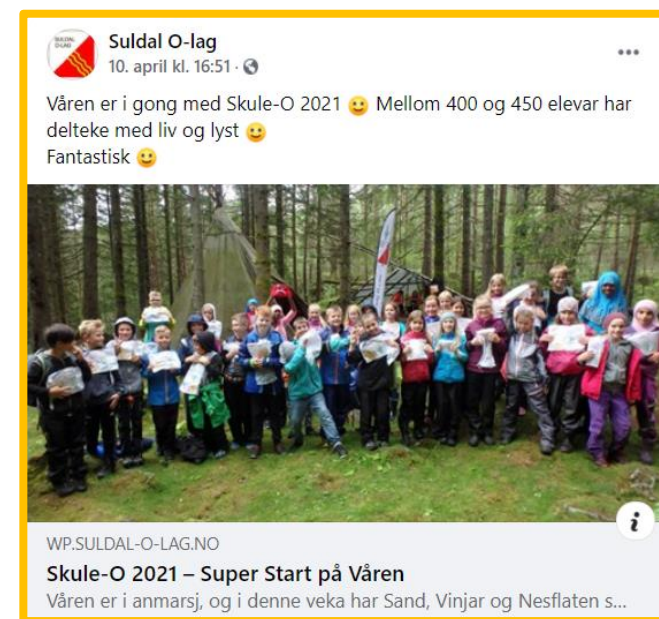 Suldal O-lag
10. april kl. 16:51
Våren er i gong med Skule-O 2021 🙂 Mellom 400 og 450 elevar har
delteke med liv og lyst 🙂
Fantastisk 🙂
WP.SULDAL-O-LAG.NO
Skule-O 2021 – Super Start på Våren
Våren er i anmarsj, og i denne veka har Sand, Vinjar og Nesflaten s...